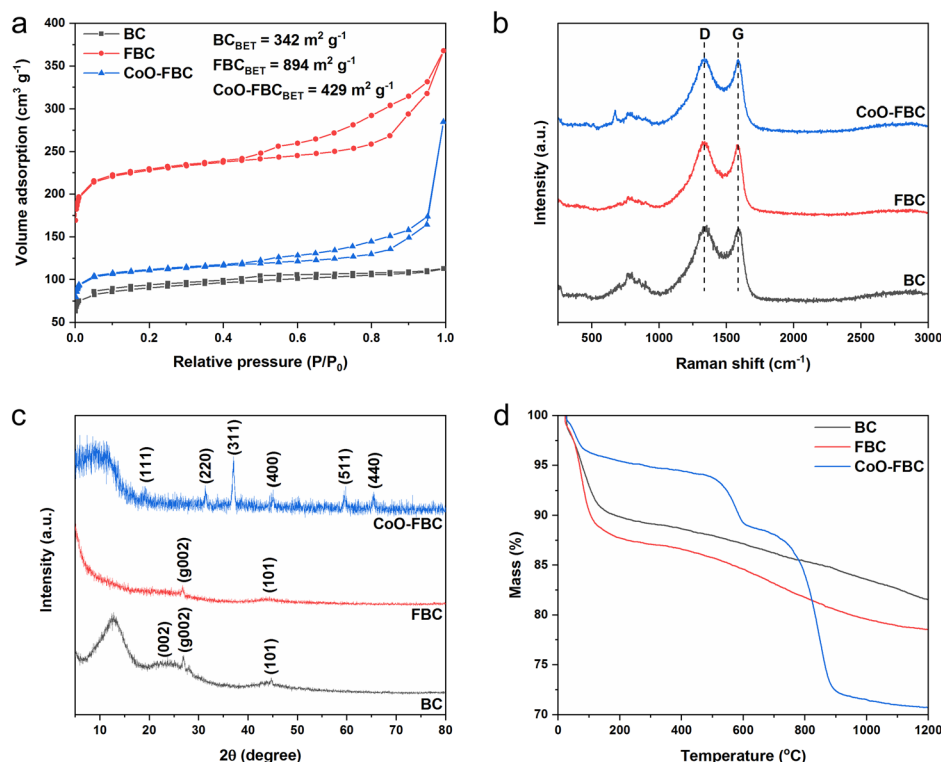 a
BC
FBC
CoO-FBC
BC_BET = 342 m² g⁻¹
FBC_BET = 894 m² g⁻¹
CoO-FBC_BET = 429 m² g⁻¹
Volume adsorption (cm³ g⁻¹)
400
350
300
250
200
150
100
50
0.0 0.2 0.4 0.6 0.8 1.0
Relative pressure (P/P₀)
b
D G
CoO-FBC
FBC
BC
Intensity (a.u.)
500 1000 1500 2000 2500 3000
Raman shift (cm⁻¹)
c
(111) (220) (311) (400) (511) (440)
CoO-FBC
(g002) (101)
FBC
(002) (g002) (101)
BC
Intensity (a.u.)
10 20 30 40 50 60 70 80
2θ (degree)
d
BC
FBC
CoO-FBC
Mass (%)
100
95
90
85
80
75
70
0 200 400 600 800 1000 1200
Temperature (°C)